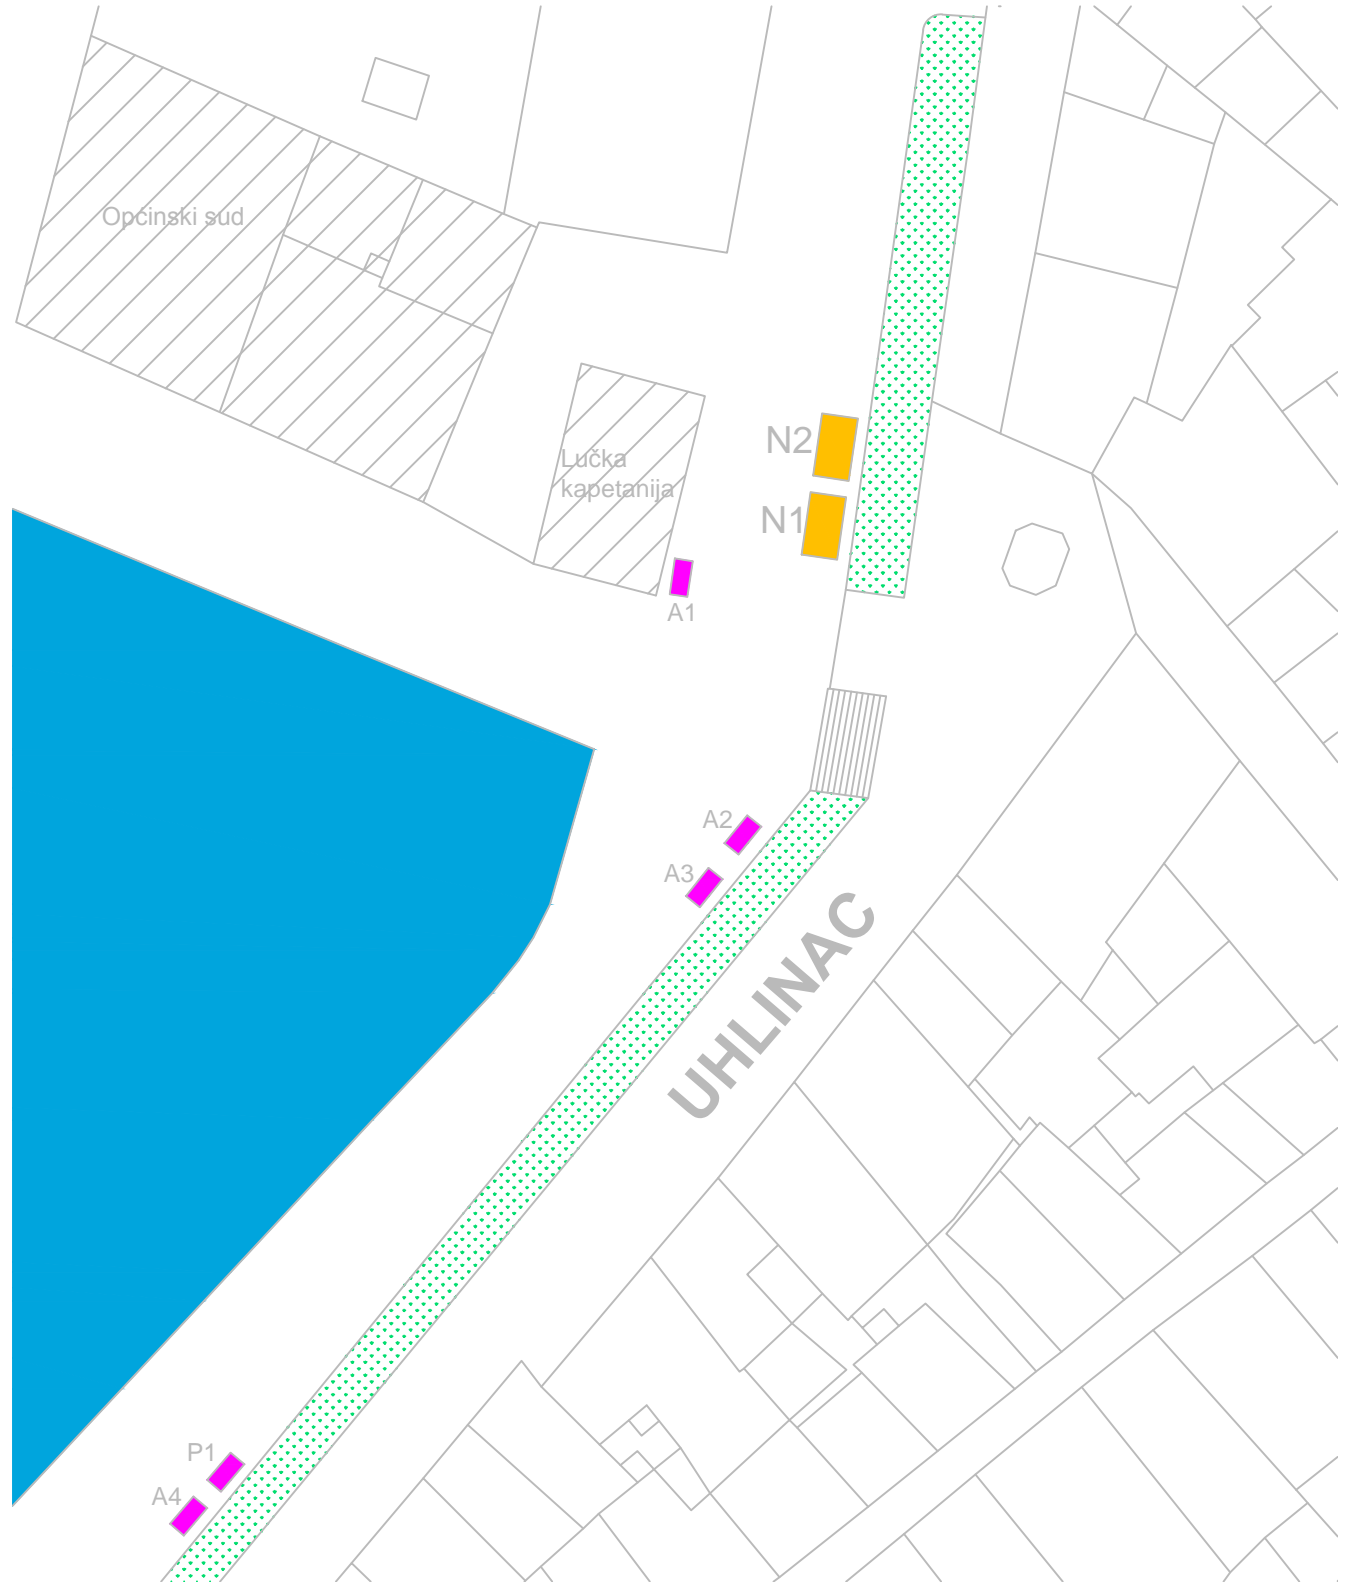 Općinski sud
N2
Lučka
kapetanija
N1
A1
A2
A3
UHLINAC
P1
A4